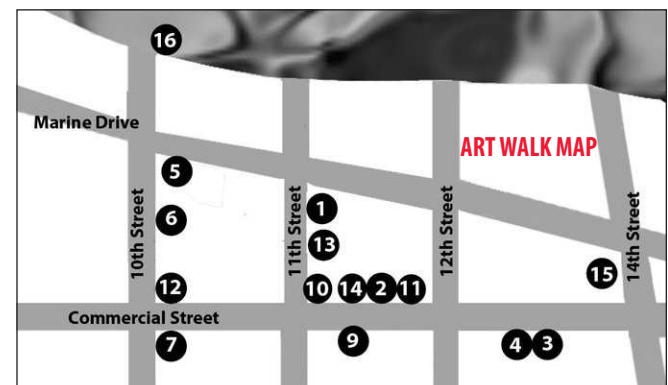 16
Marine Drive
ART WALK MAP
5
10th Street
6
11th Street
1
13
12th Street
14th Street
15
12
10
14
2
11
Commercial Street
7
9
4
3